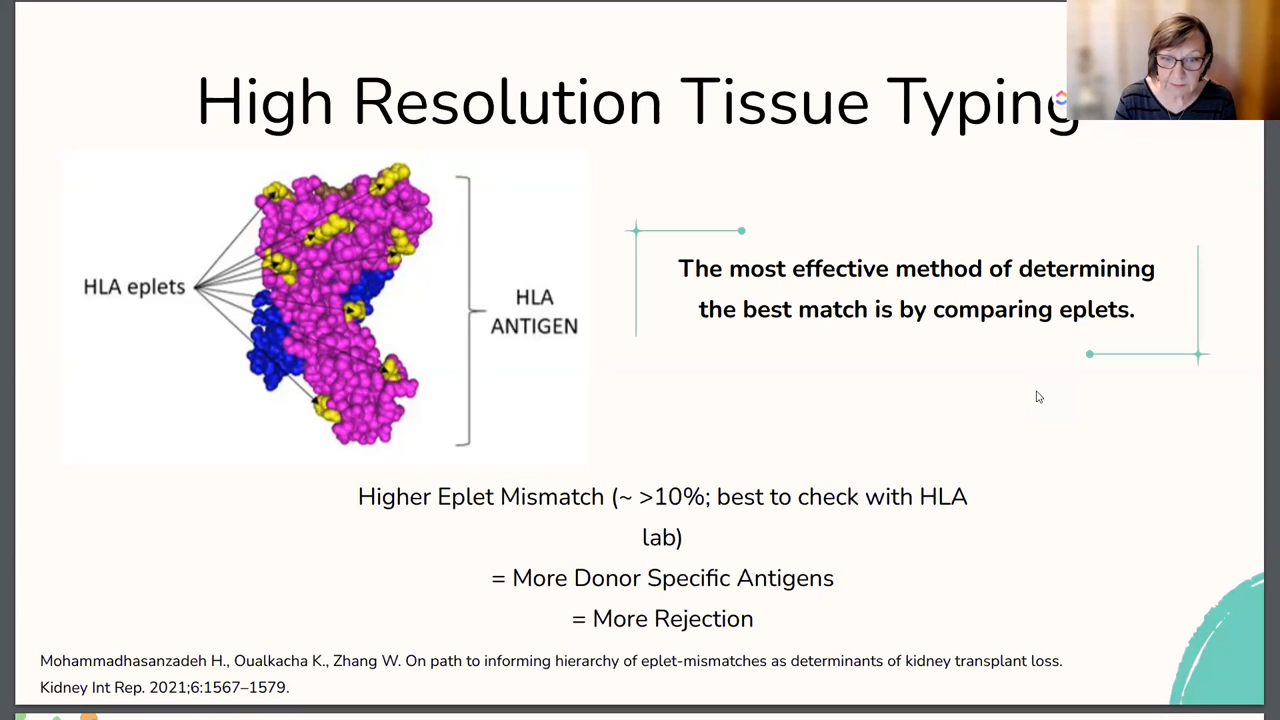 High Resolution Tissue Typing
HLA eplets
HLA
ANTIGEN
The most effective method of determining
the best match is by comparing eplets.
Higher Eplet Mismatch (~ >10%; best to check with HLA
lab)
= More Donor Specific Antigens
= More Rejection
Mohammadhasanzadeh H., Oualkacha K., Zhang W. On path to informing hierarchy of eplet-mismatches as determinants of kidney transplant loss.
Kidney Int Rep. 2021;6:1567–1579.